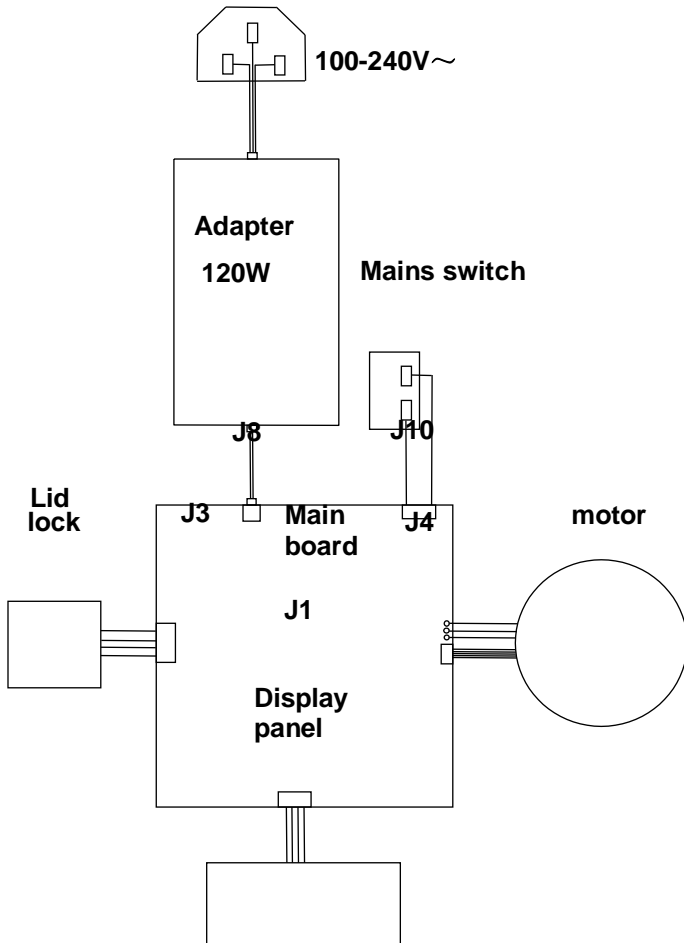 100-240V~
Adapter
120W
Mains switch
J8
J10
Lid
lock
J3
Main
board
J4
motor
J1
Display
panel